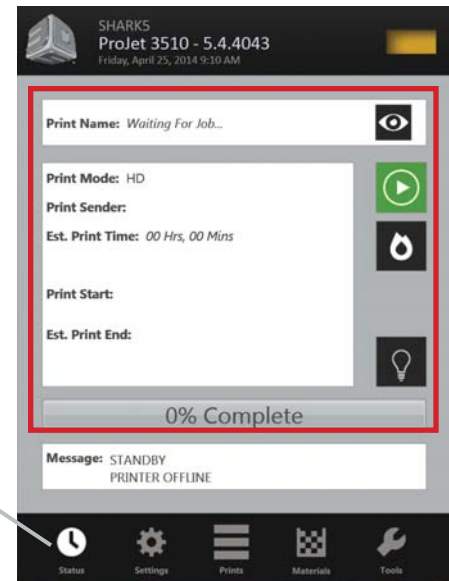 SHARK5
ProJet 3510 - 5.4.4043
Friday, April 25, 2014 9:10 AM
Print Name: Waiting For Job...
Print Mode: HD
Print Sender:
Est. Print Time: 00 Hrs, 00 Mins
Print Start:
Est. Print End:
0% Complete
Message: STANDBY
PRINTER OFFLINE
Status Settings Prints Materials Tools